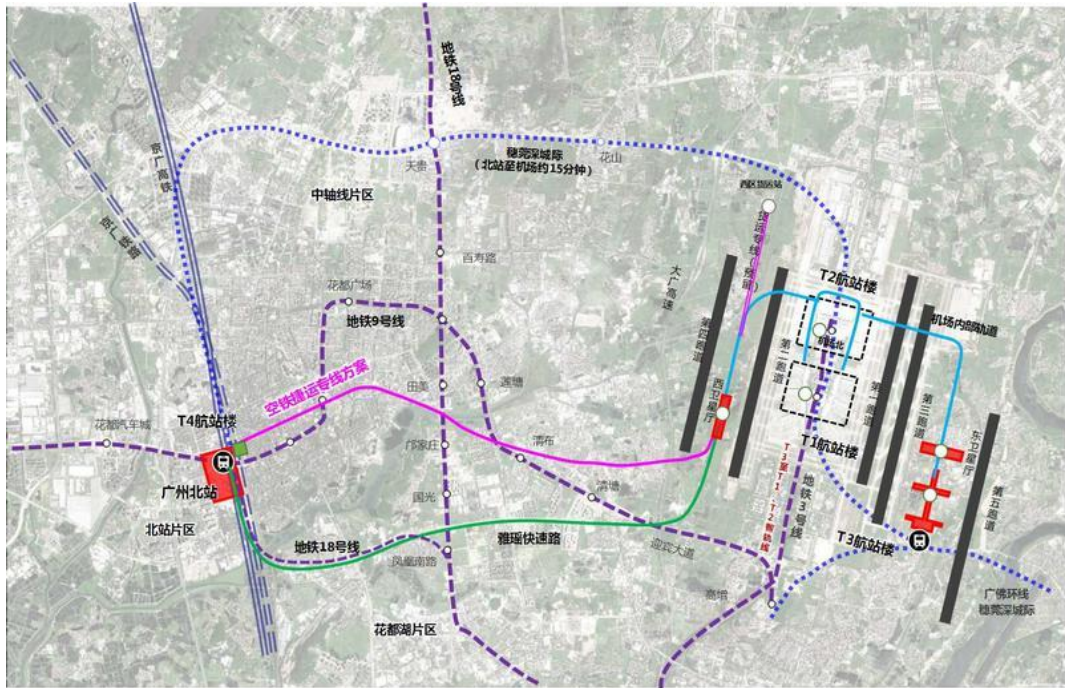 地铁18号线
京广高铁
京广铁路
天贵
穗莞深城际
（北站至机场约15分钟）
花山
中轴线片区
西区货运站
货运专线（预留）
百寿路
大广高速
花都广场
地铁9号线
T2航站楼
机场北
机场内部轨道
第四跑道
第二跑道
第一跑道
第三跑道
空铁捷运专线方案
田美
莲塘
西卫星厅
T4航站楼
花都汽车城
T1航站楼
东卫星厅
邝家庄
清布
广州北站
国光
清塘
T3至T1、T2
地铁3号线
第五跑道
北站片区
地铁18号线
雅瑶快速路
迎宾大道
T3航站楼
凤凰南路
高增
广佛环线
穗莞深城际
花都湖片区